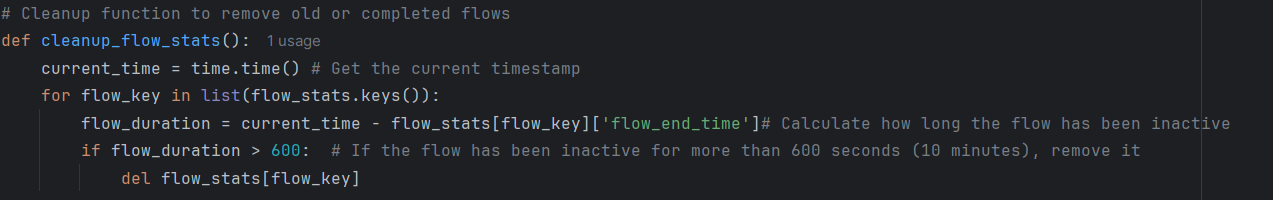 # Cleanup function to remove old or completed flows
def cleanup_flow_stats(): 1 usage
    current_time = time.time() # Get the current timestamp
    for flow_key in list(flow_stats.keys()):
        flow_duration = current_time - flow_stats[flow_key]['flow_end_time']# Calculate how long the flow has been inactive
        if flow_duration > 600:  # If the flow has been inactive for more than 600 seconds (10 minutes), remove it
            del flow_stats[flow_key]